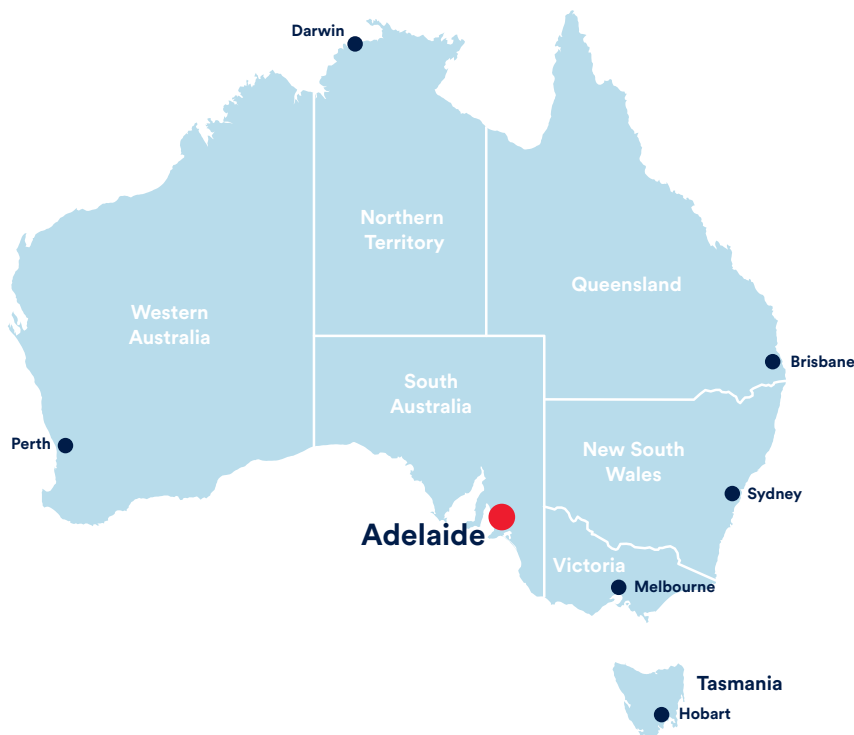 Darwin
Northern
Territory
Queensland
Western
Australia
Brisbane
South
Australia
Perth
New South
Wales
Sydney
Adelaide
Victoria
Melbourne
Tasmania
Hobart